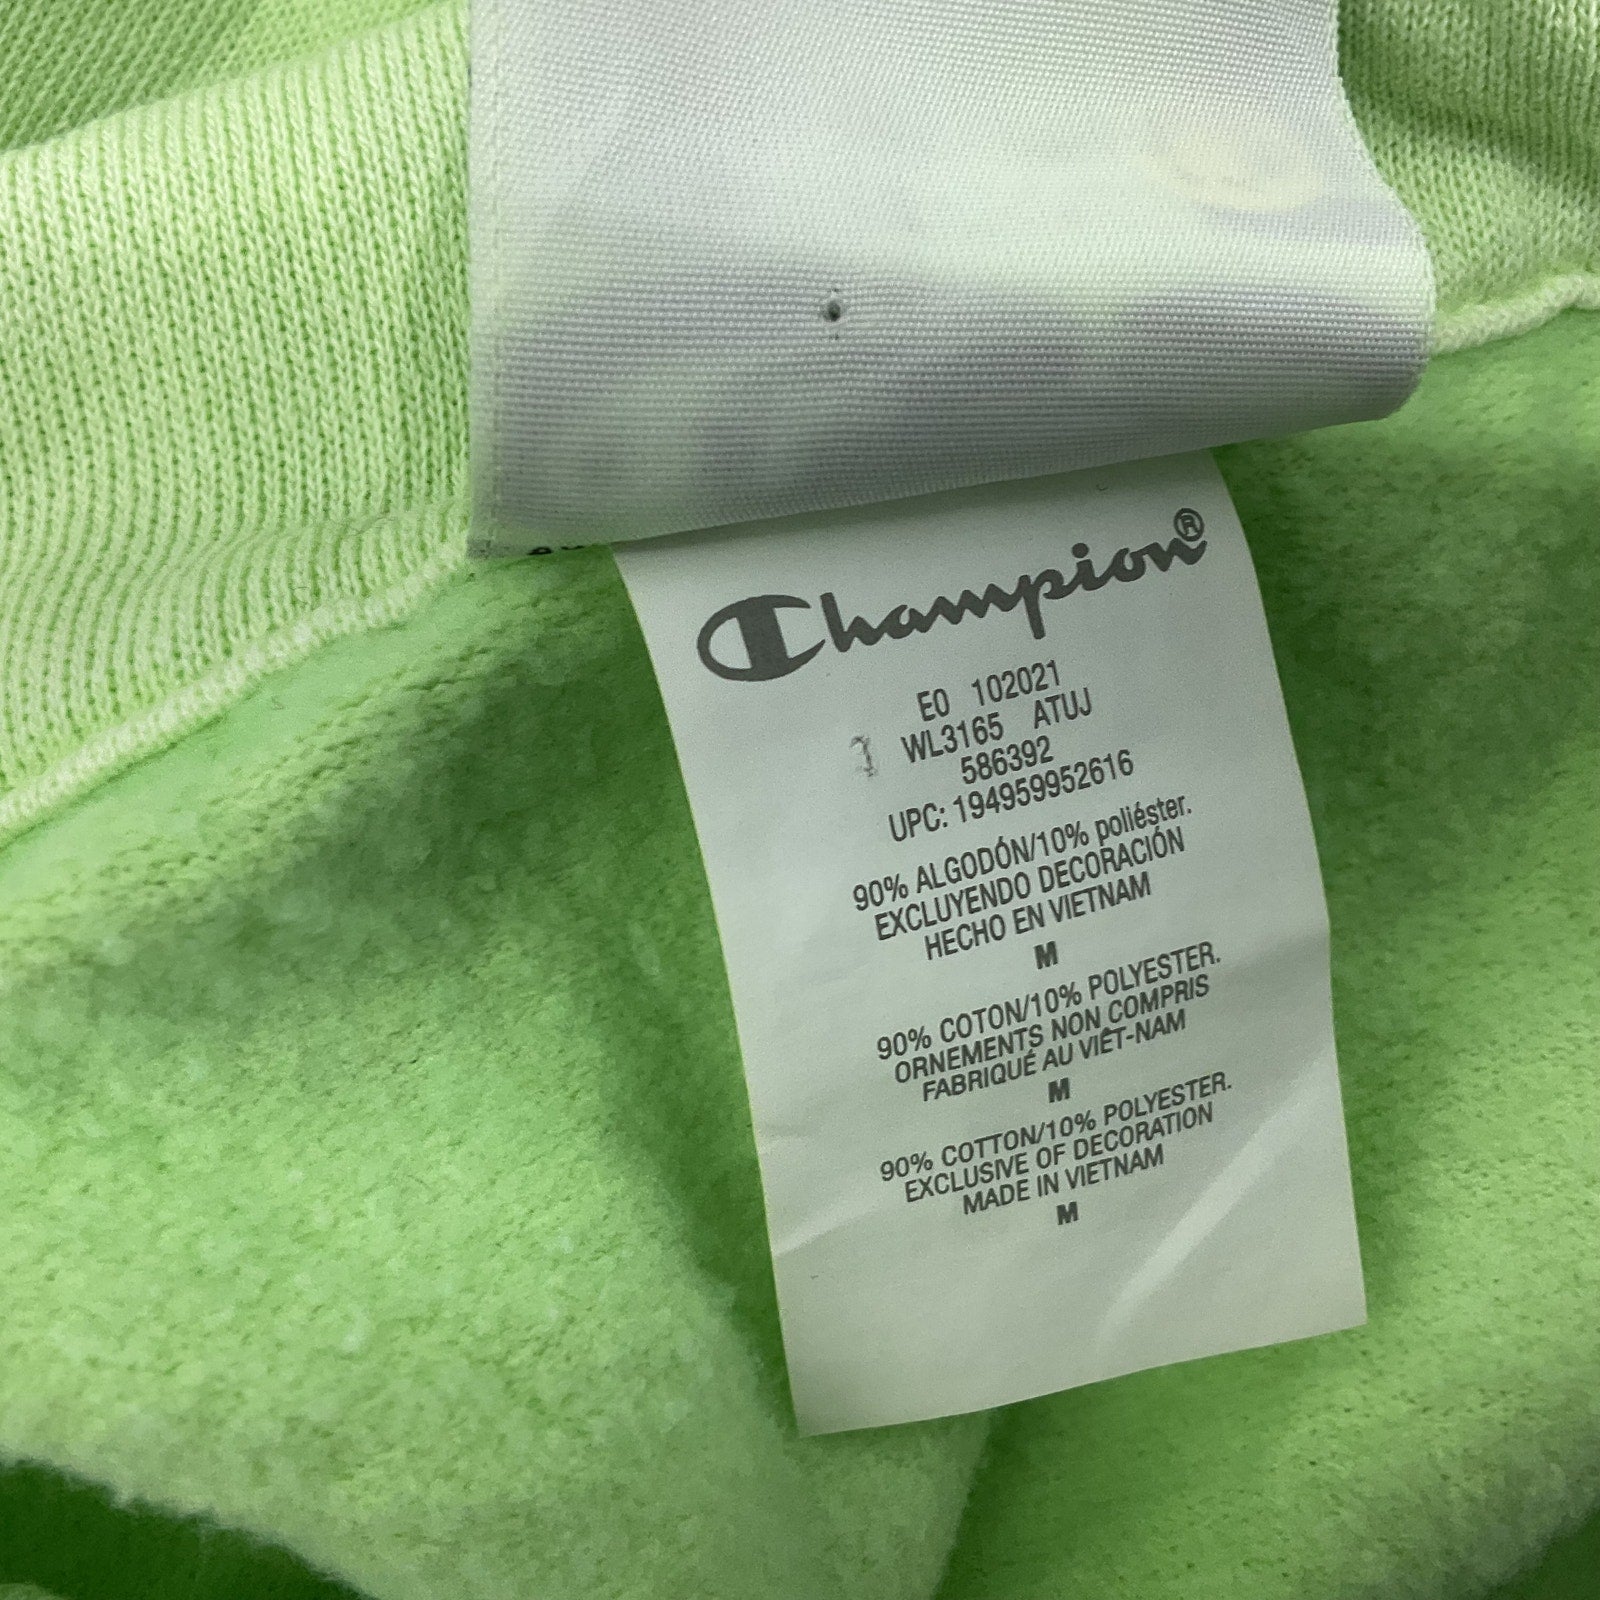 Champion®
E0 102021
WL3165 ATUJ
586392
UPC: 194959952616
90% ALGODÓN/10% poliéster.
EXCLUYENDO DECORACIÓN
HECHO EN VIETNAM
M
90% COTON/10% POLYESTER.
ORNEMENTS NON COMPRIS
FABRIQUÉ AU VIÊT-NAM
M
90% COTTON/10% POLYESTER.
EXCLUSIVE OF DECORATION
MADE IN VIETNAM
M